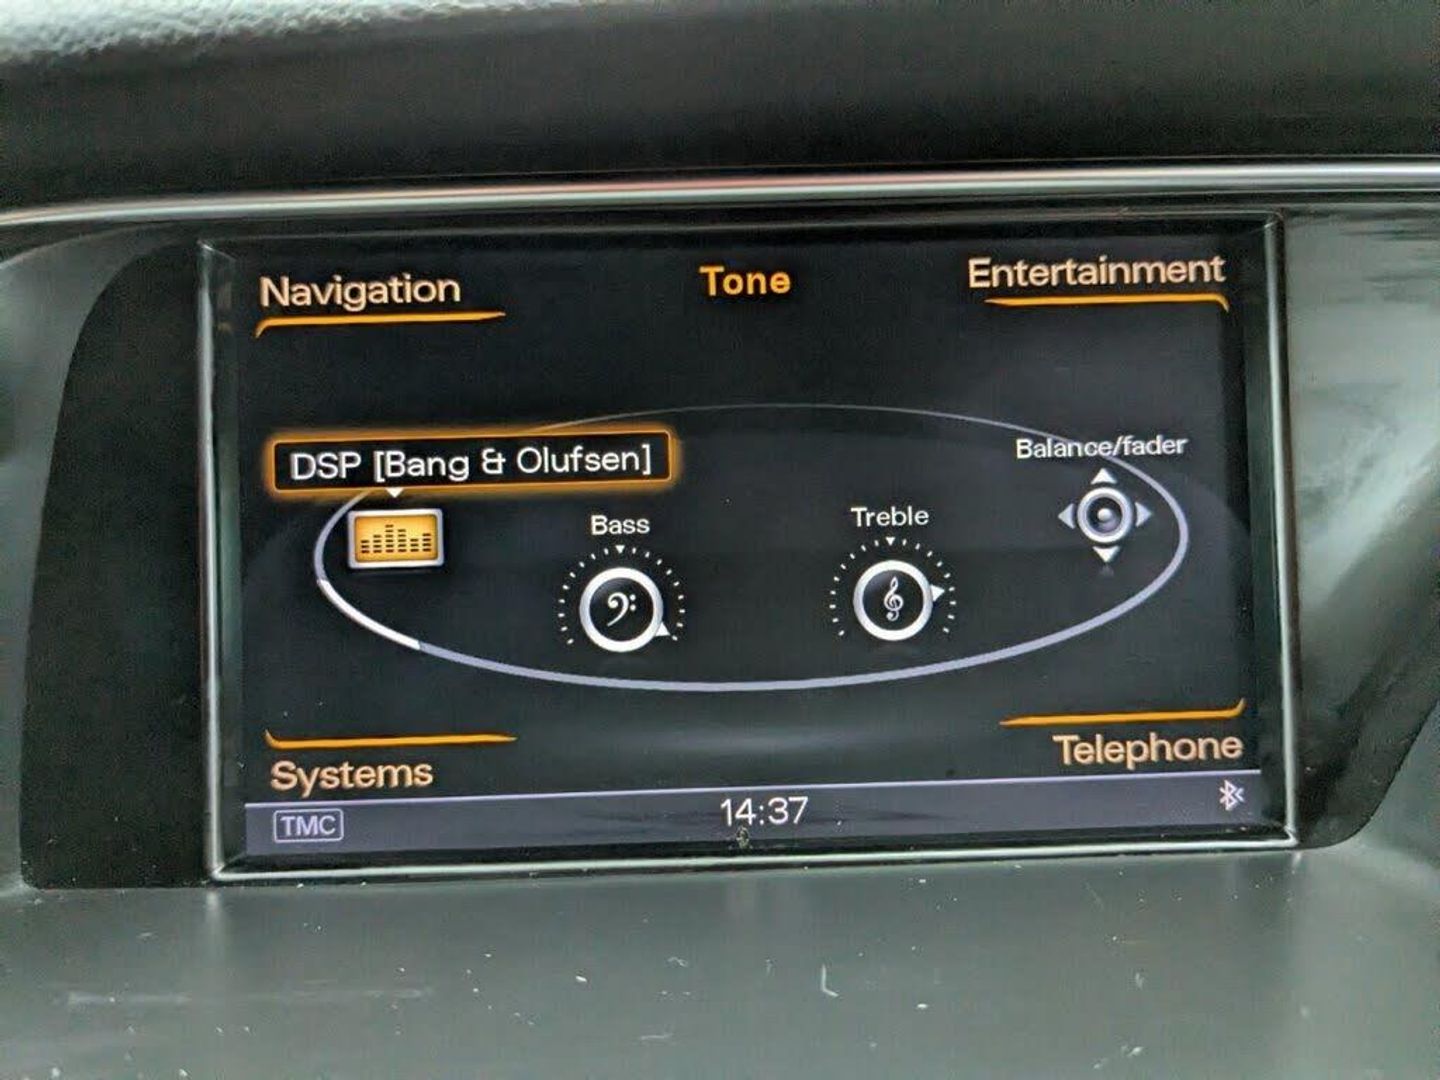 Navigation
Tone
Entertainment
DSP [Bang & Olufsen]
Balance/fader
Bass
Treble
Systems
Telephone
TMC
14:37